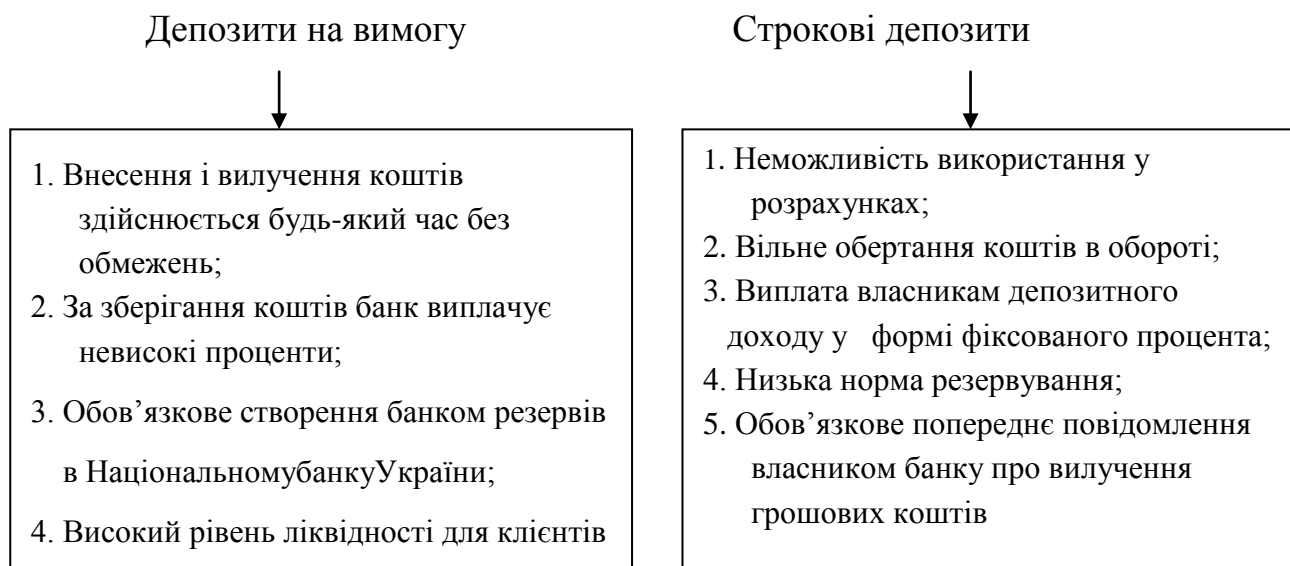 Депозити на вимогу
Строкові депозити
1. Внесення і вилучення коштів
здійснюється будь-який час без
обмежень;
2. За зберігання коштів банк виплачує
невисокі проценти;
3. Обов’язкове створення банком резервів
в НаціональномубанкуУкраїни;
4. Високий рівень ліквідності для клієнтів
1. Неможливість використання у
розрахунках;
2. Вільне обертання коштів в обороті;
3. Виплата власникам депозитного
доходу у формі фіксованого процента;
4. Низька норма резервування;
5. Обов’язкове попереднє повідомлення
власником банку про вилучення
грошових коштів